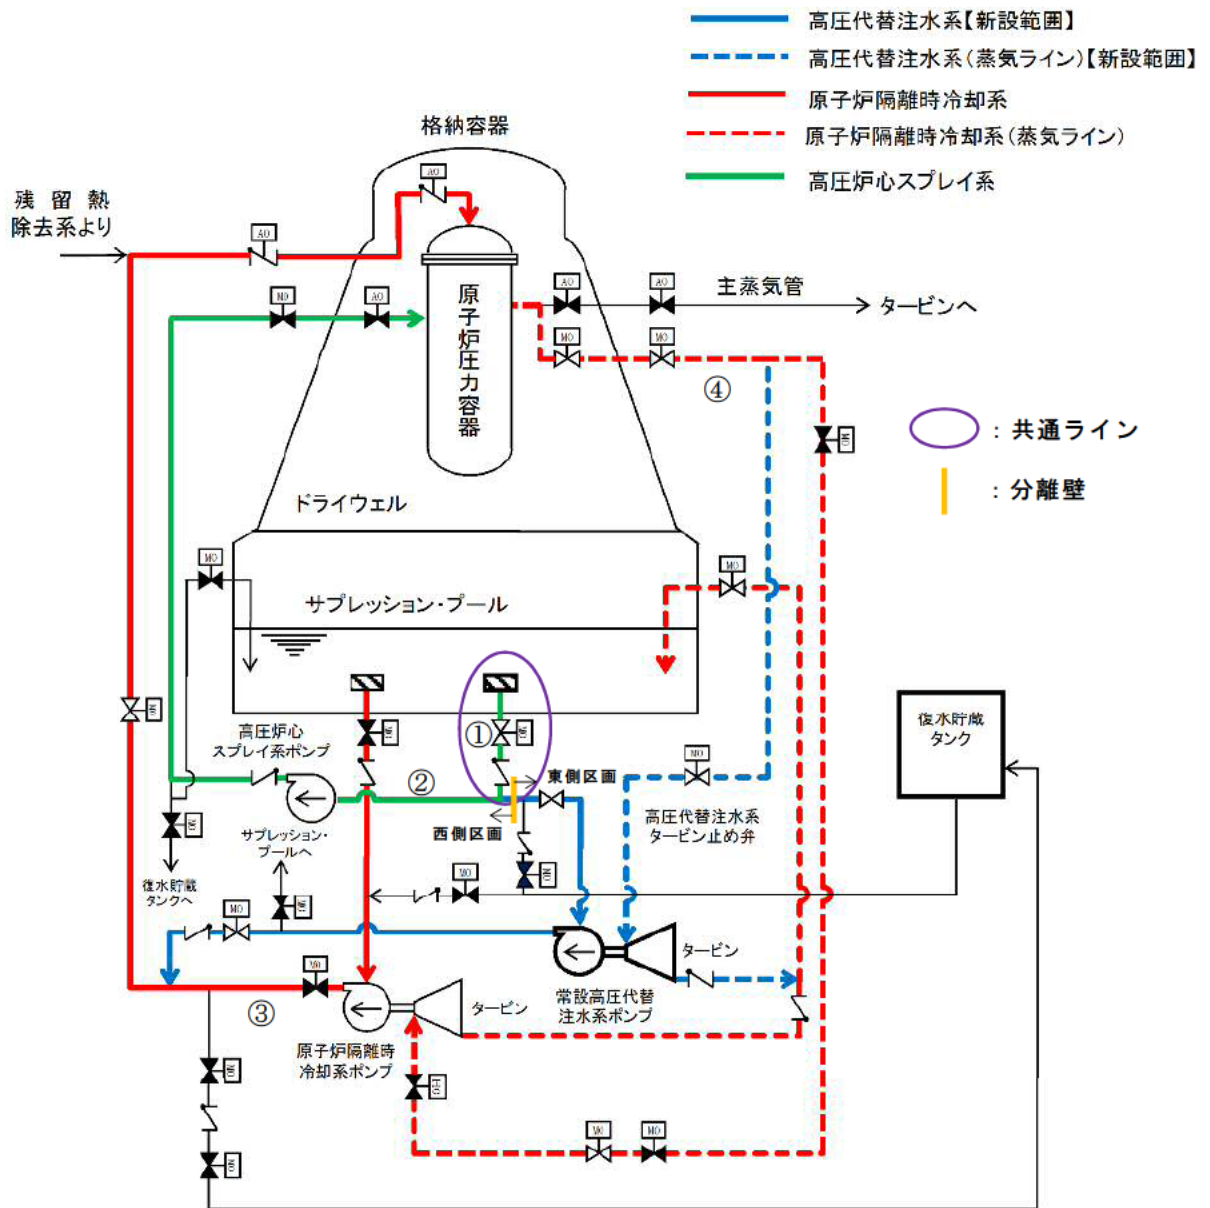 高圧代替注水系【新設範囲】
高圧代替注水系(蒸気ライン)【新設範囲】
原子炉隔離時冷却系
原子炉隔離時冷却系(蒸気ライン)
高圧炉心スプレイ系
格納容器
残留熱
除去系より
AO
AO
MO
AO
AO
AO
主蒸気管
タービンへ
MO
MO
④
原子炉圧力容器
MO
：共通ライン
：分離壁
ドライウェル
MO
MO
サプレッション・プール
MO
高圧炉心
スプレイ系ポンプ
MO
①
MO
②
東側区画
西側区画
MO
高圧代替注水系
タービン止め弁
復水貯蔵
タンク
MO
サプレッション・
プールへ
復水貯蔵
タンクへ
MO
MO
MO
MO
タービン
常設高圧代替
注水系ポンプ
③
MO
タービン
原子炉隔離時
冷却系ポンプ
MO
HO
MO
MO
MO